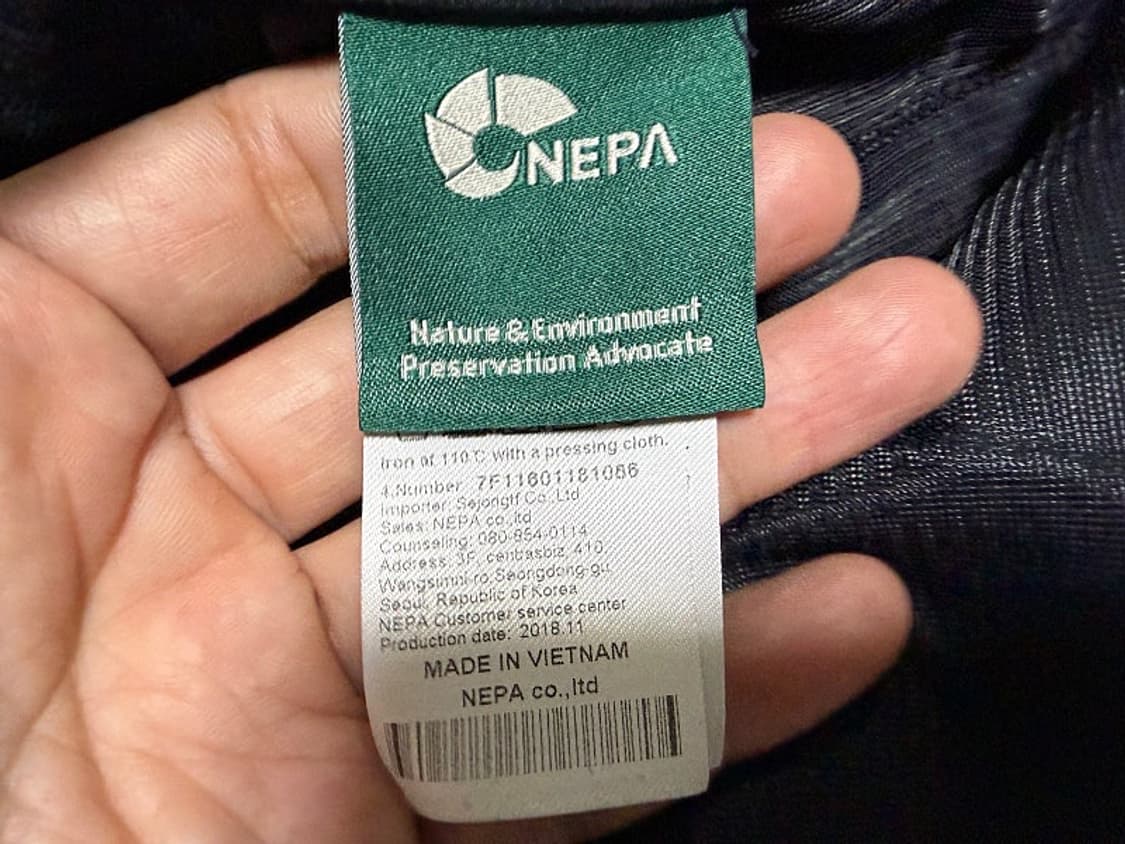 NEPA
Nature & Environment
Preservation Advocate
iron at 110℃ with a pressing cloth.
4.Number 7F11601181086
Importer: Sejongtf Co., Ltd
Sales: NEPA co.,ltd
Counseling: 080-854-0114
Address: 3F, centrasbiz, 410,
Wangsimni-ro, Seongdong-gu,
Seoul, Republic of Korea
NEPA Customer service center
Production date: 2018.11
MADE IN VIETNAM
NEPA co.,ltd